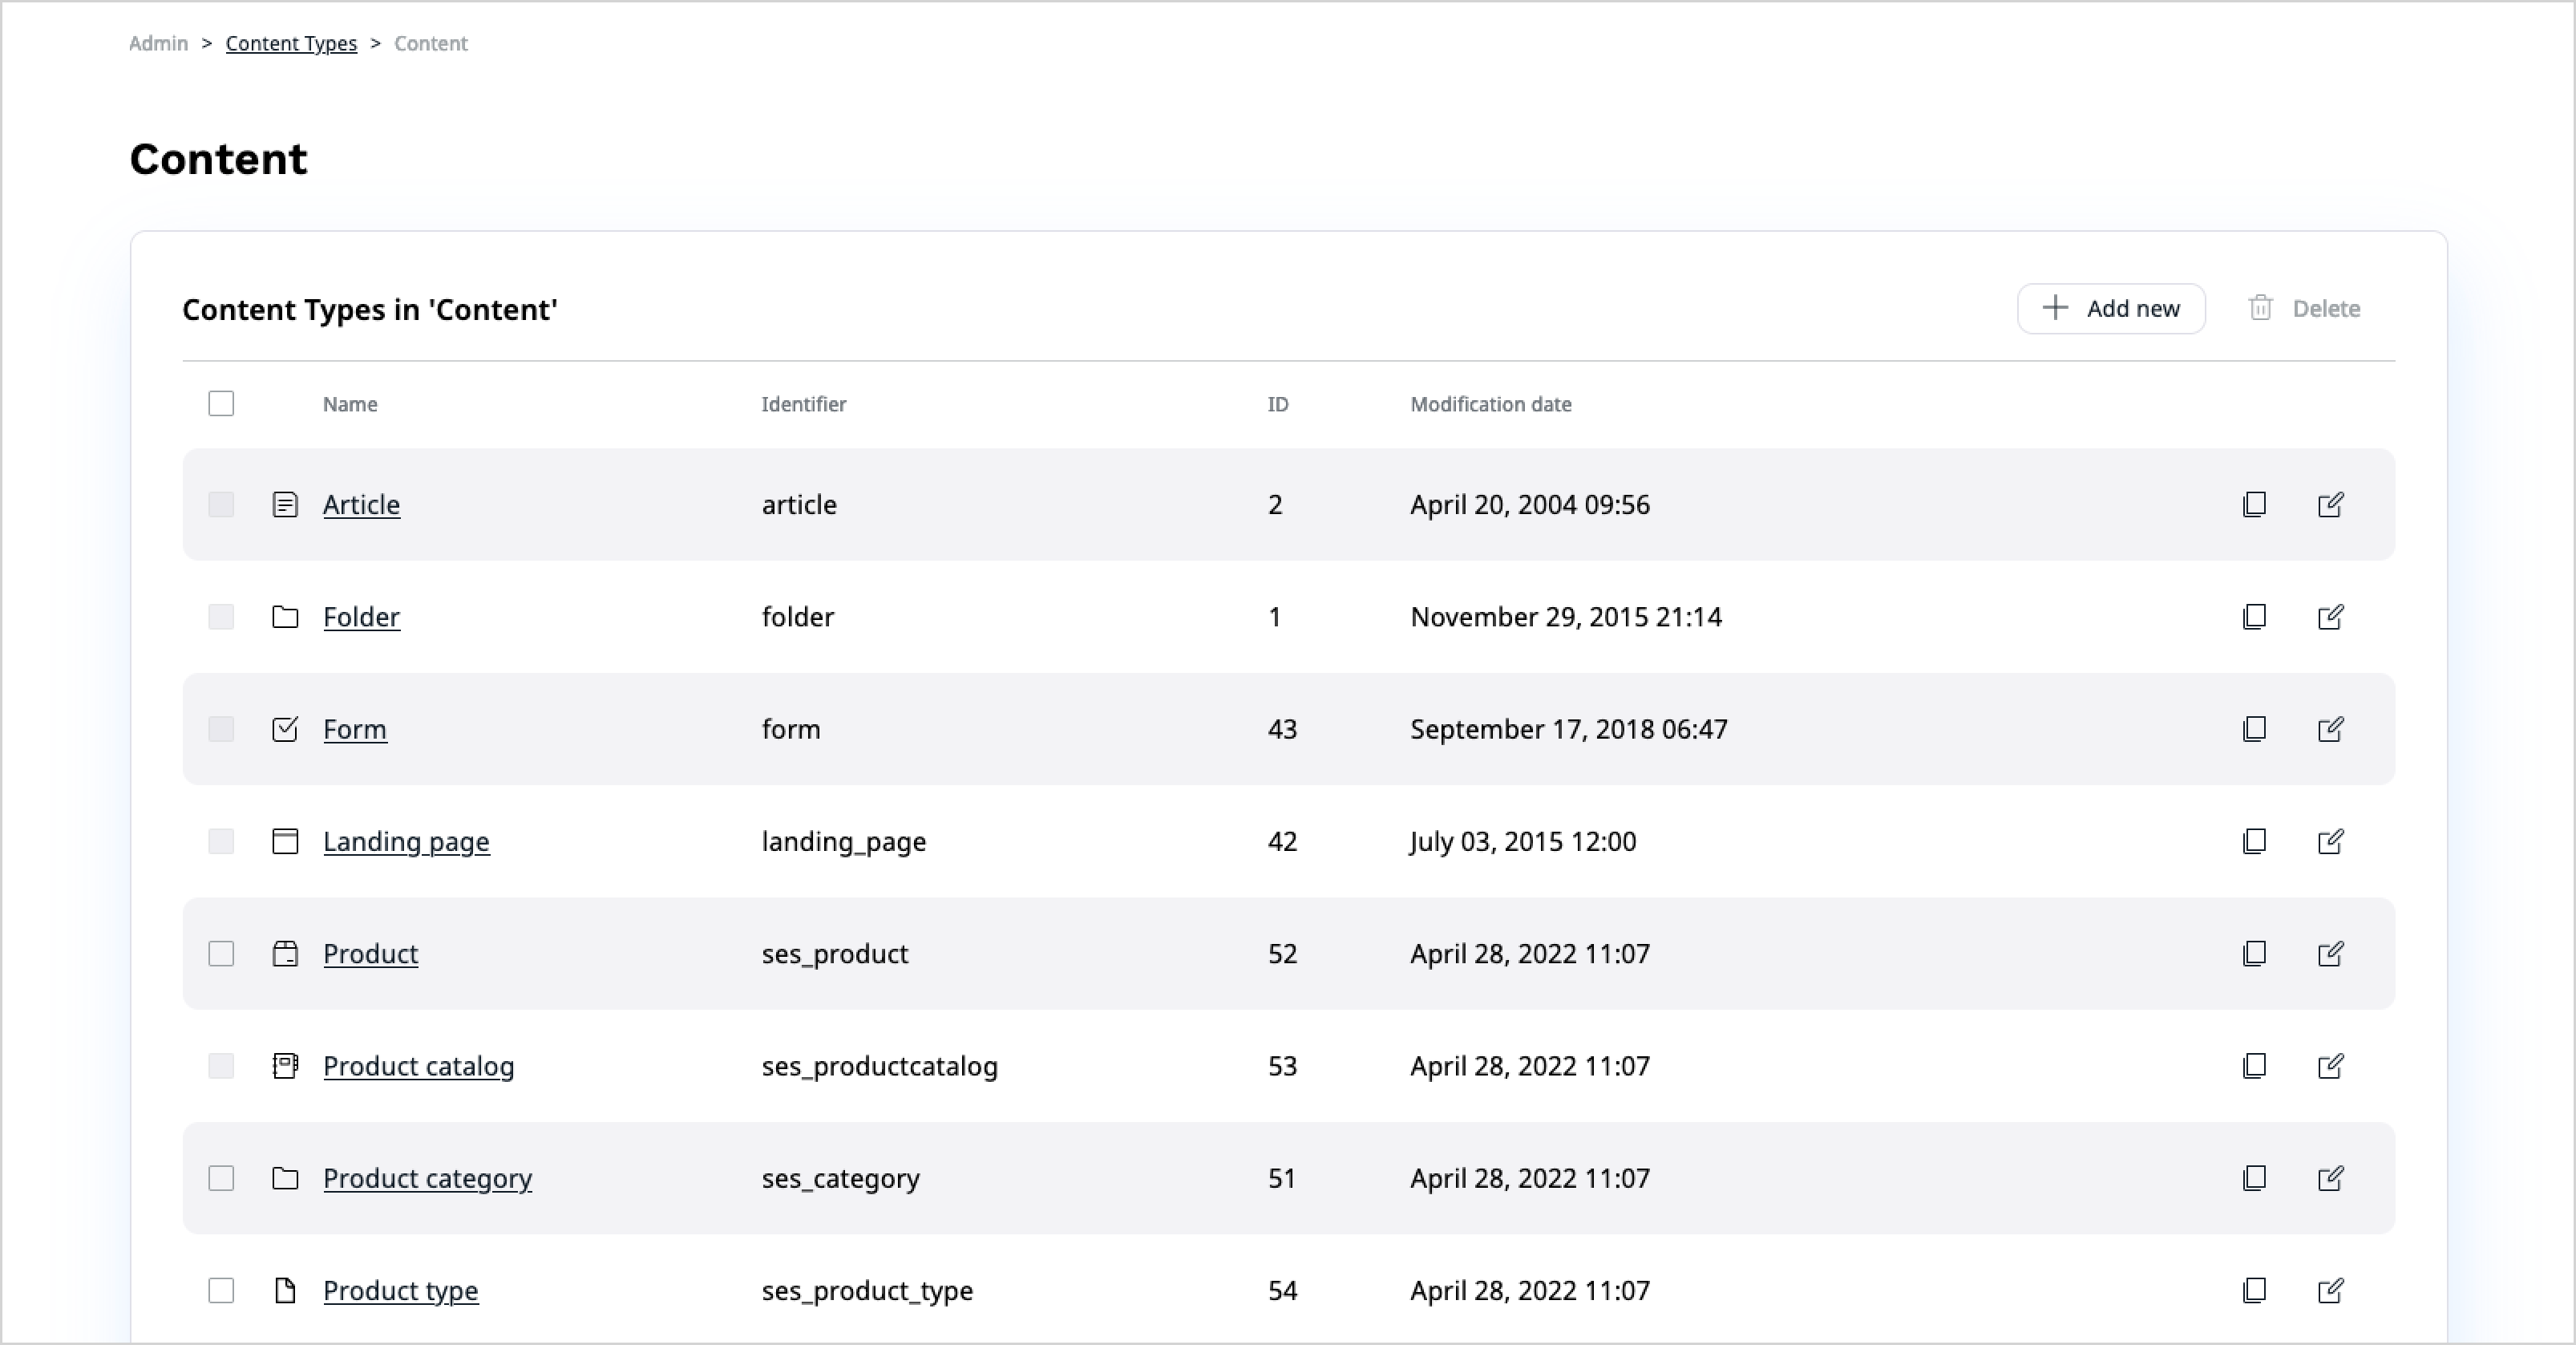 Admin > Content Types > Content
Content
Content Types in 'Content'
Add new
Delete
Name Identifier ID Modification date
Article article 2 April 20, 2004 09:56
Folder folder 1 November 29, 2015 21:14
Form form 43 September 17, 2018 06:47
Landing page landing_page 42 July 03, 2015 12:00
Product ses_product 52 April 28, 2022 11:07
Product catalog ses_productcatalog 53 April 28, 2022 11:07
Product category ses_category 51 April 28, 2022 11:07
Product type ses_product_type 54 April 28, 2022 11:07